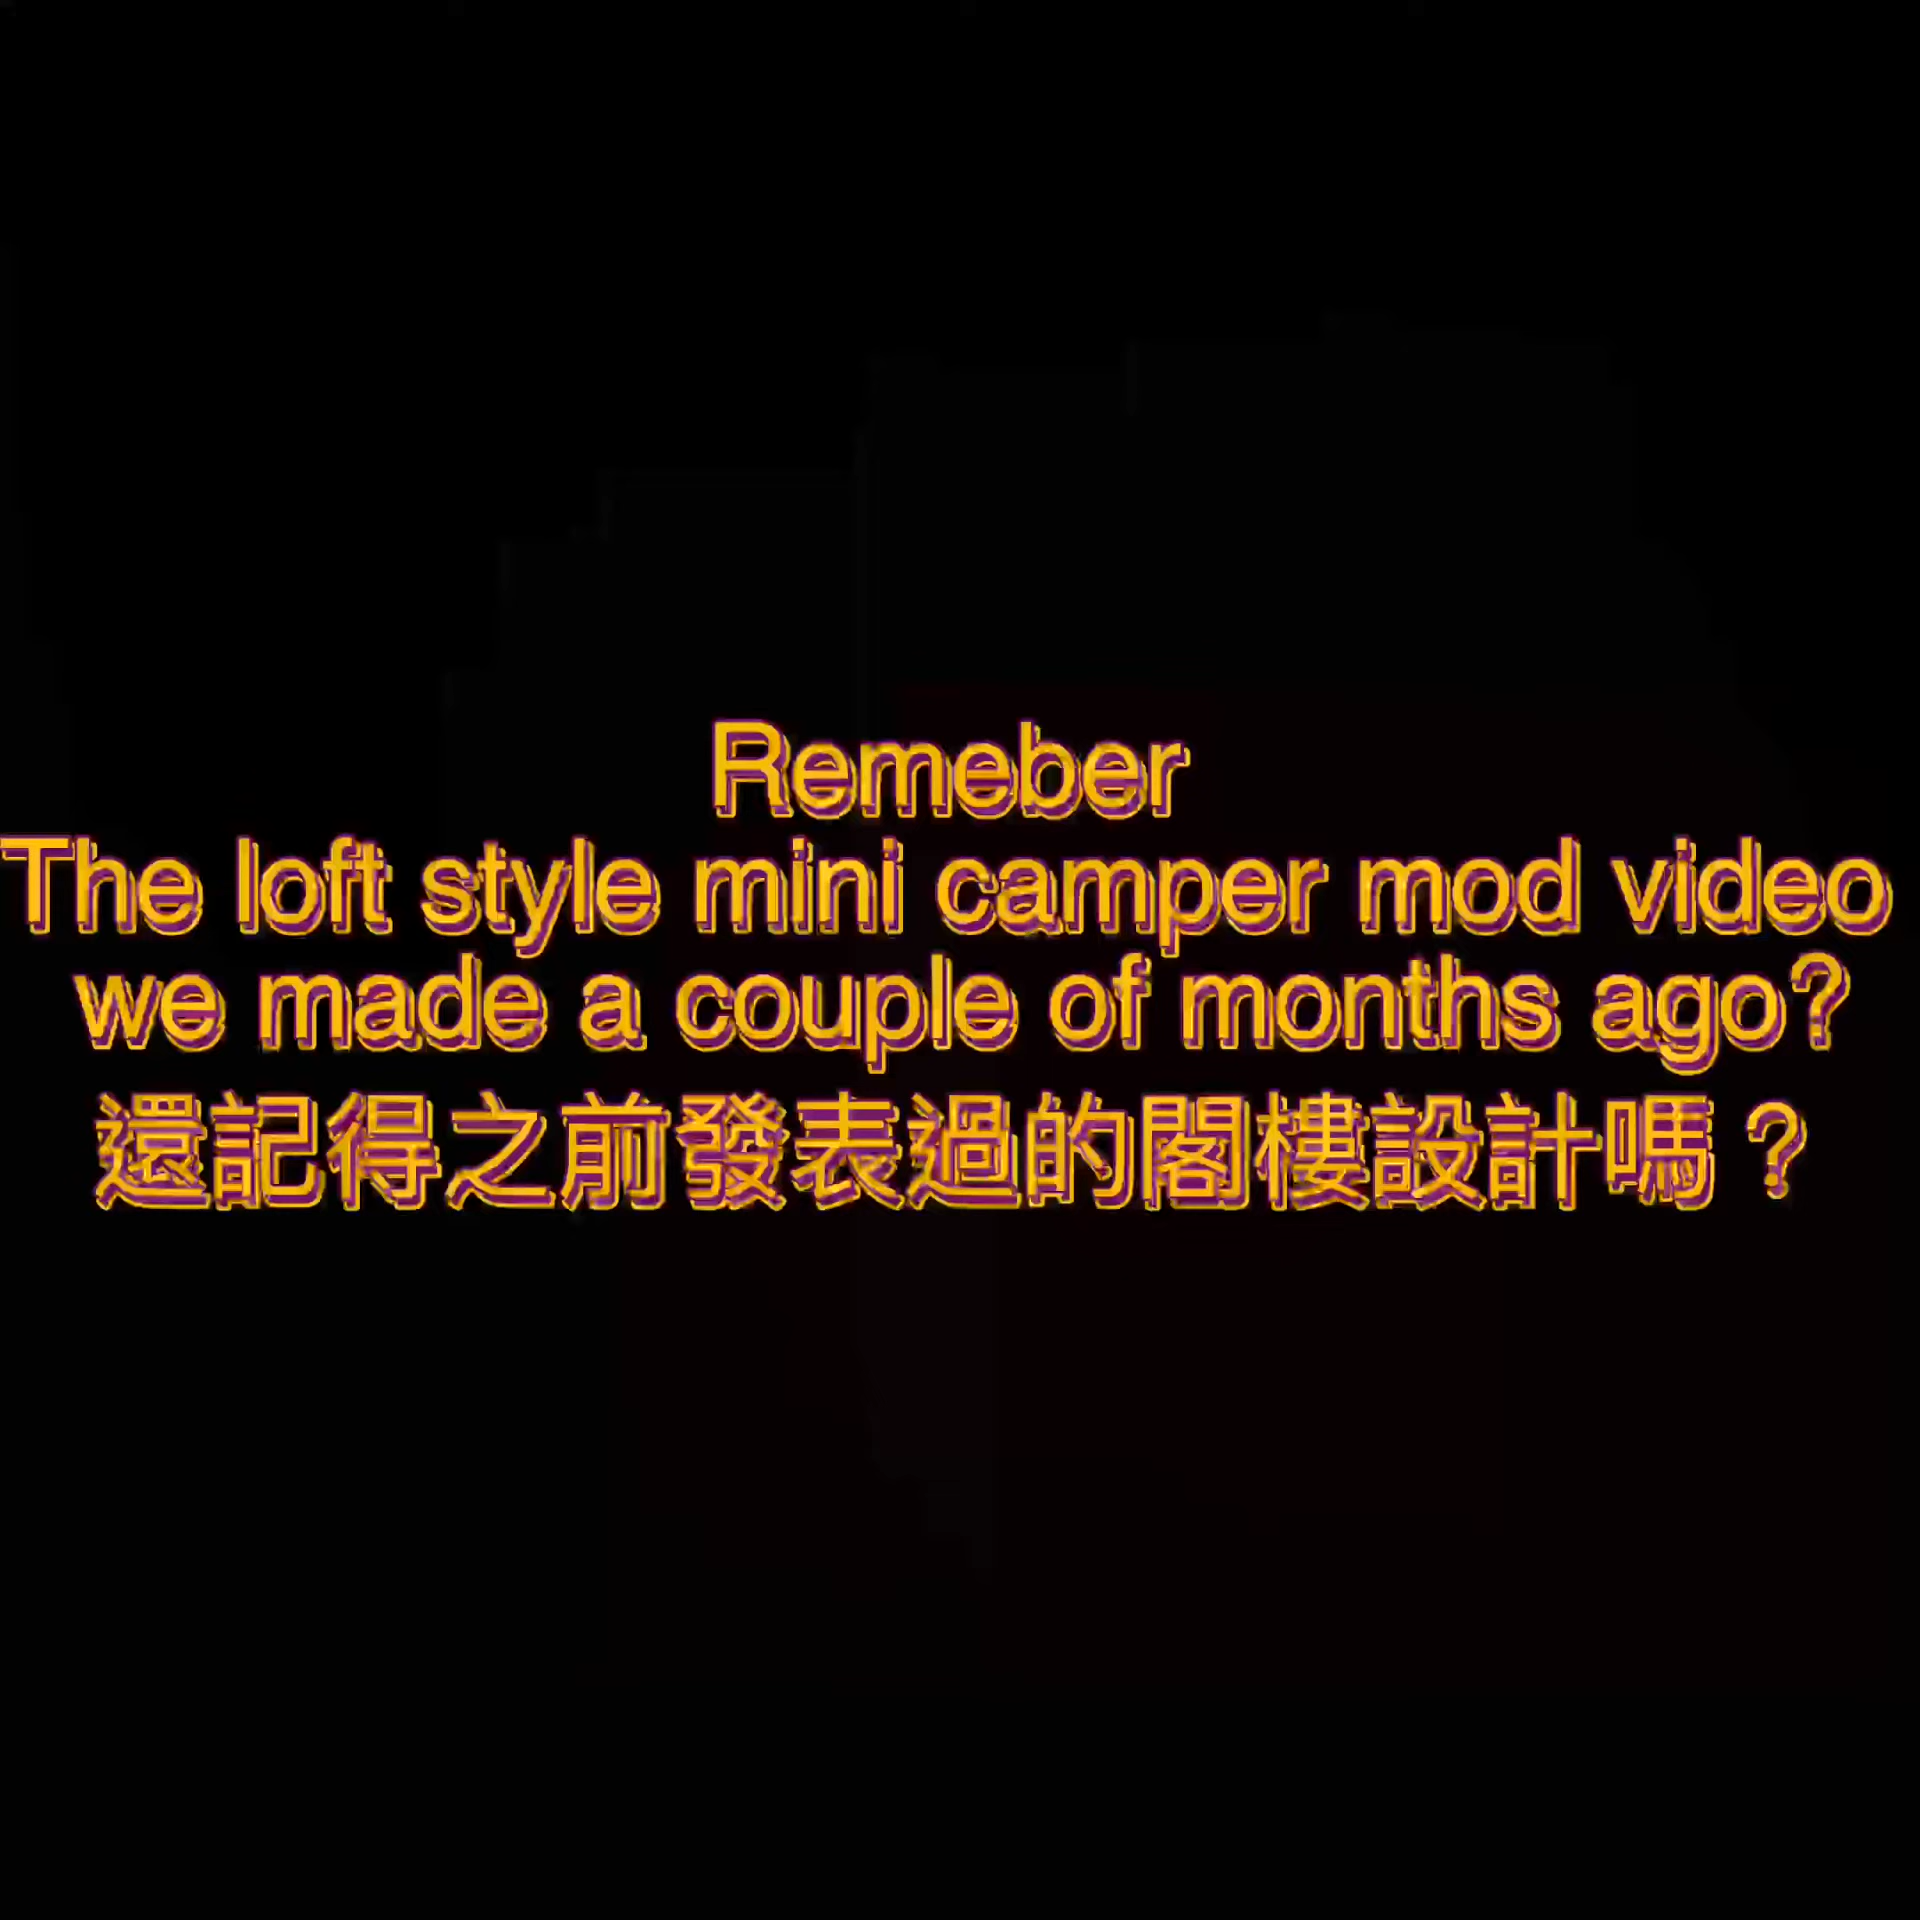 Remeber
The loft style mini camper mod video
we made a couple of months ago?
還記得之前發表過的閣樓設計嗎？